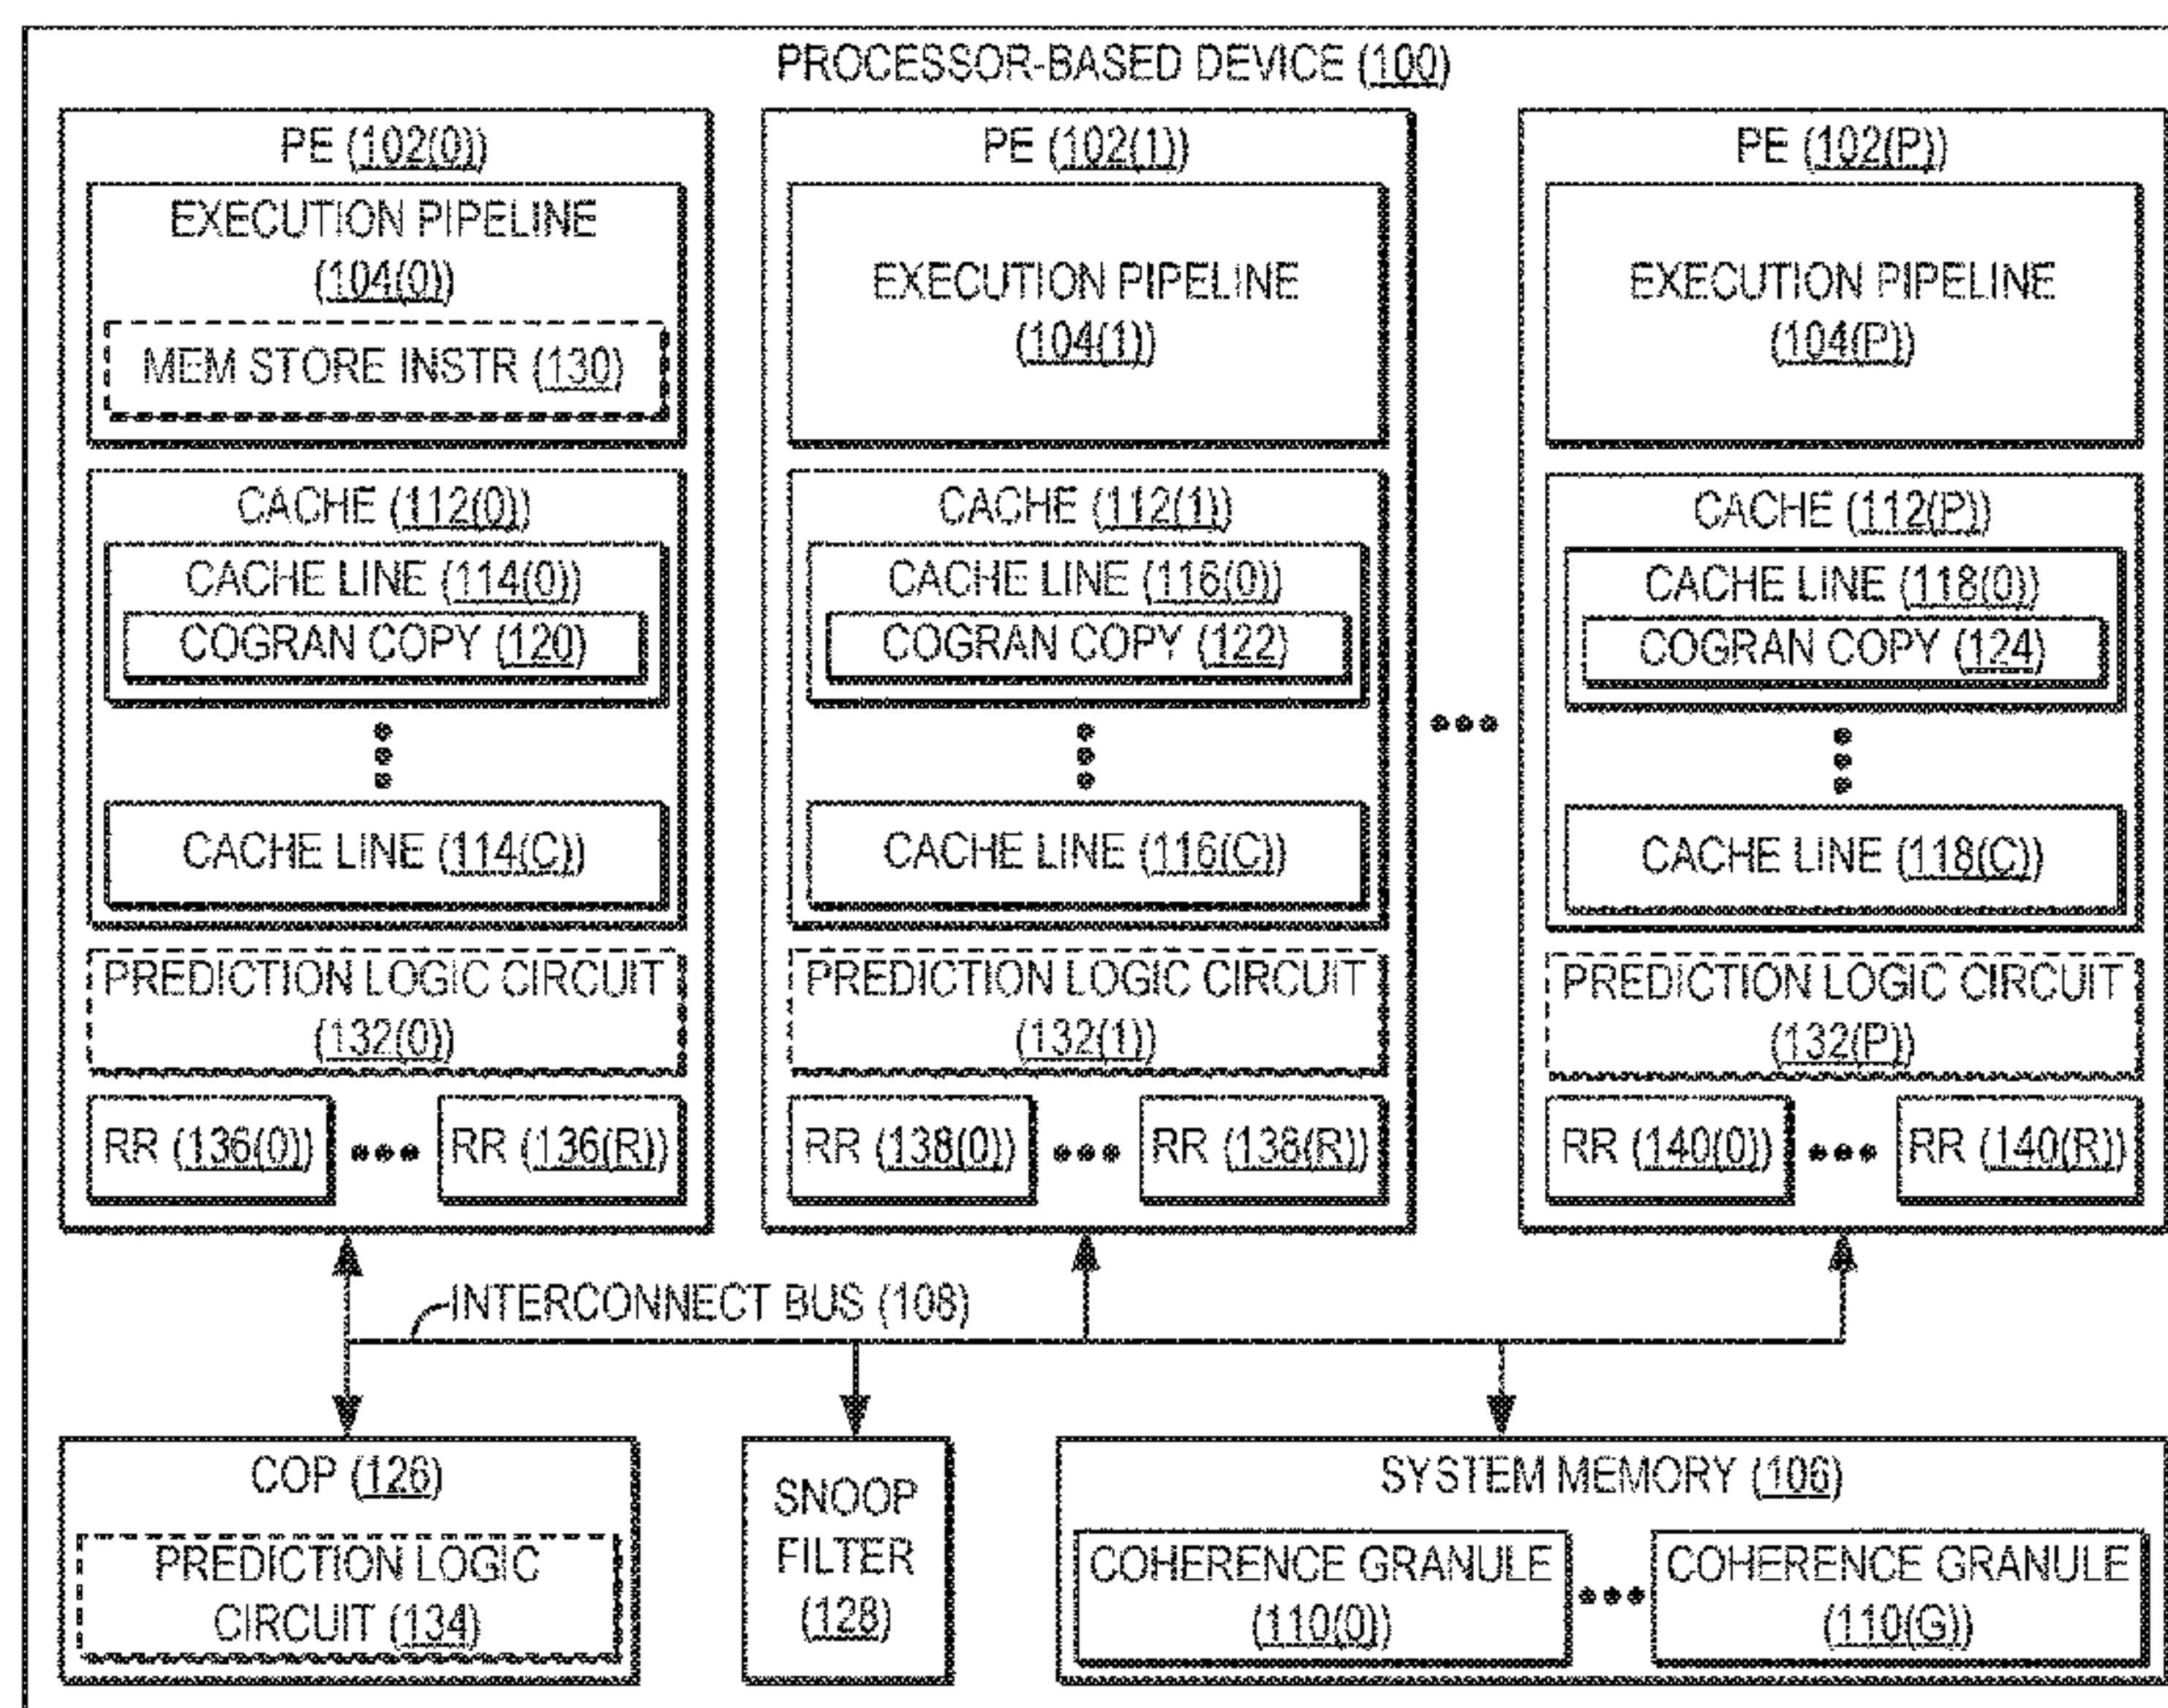 PROCESSOR-BASED DEVICE (100)
PE (102(0))
EXECUTION PIPELINE
(104(0))
MEM STORE INSTR (130)
CACHE (112(0))
CACHE LINE (114(0))
COGRAN COPY (120)
CACHE LINE (114(C))
PREDICTION LOGIC CIRCUIT
(132(0))
RR (136(0)) ••• RR (136(R))
PE (102(1))
EXECUTION PIPELINE
(104(1))
CACHE (112(1))
CACHE LINE (116(0))
COGRAN COPY (122)
CACHE LINE (116(C))
PREDICTION LOGIC CIRCUIT
(132(1))
RR (138(0)) ••• RR (138(R))
•••
PE (102(P))
EXECUTION PIPELINE
(104(P))
CACHE (112(P))
CACHE LINE (118(0))
COGRAN COPY (124)
CACHE LINE (118(C))
PREDICTION LOGIC CIRCUIT
(132(P))
RR (140(0)) ••• RR (140(R))
INTERCONNECT BUS (108)
COP (126)
PREDICTION LOGIC
CIRCUIT (134)
SNOOP
FILTER
(128)
SYSTEM MEMORY (106)
COHERENCE GRANULE
(110(0))
•••
COHERENCE GRANULE
(110(G))